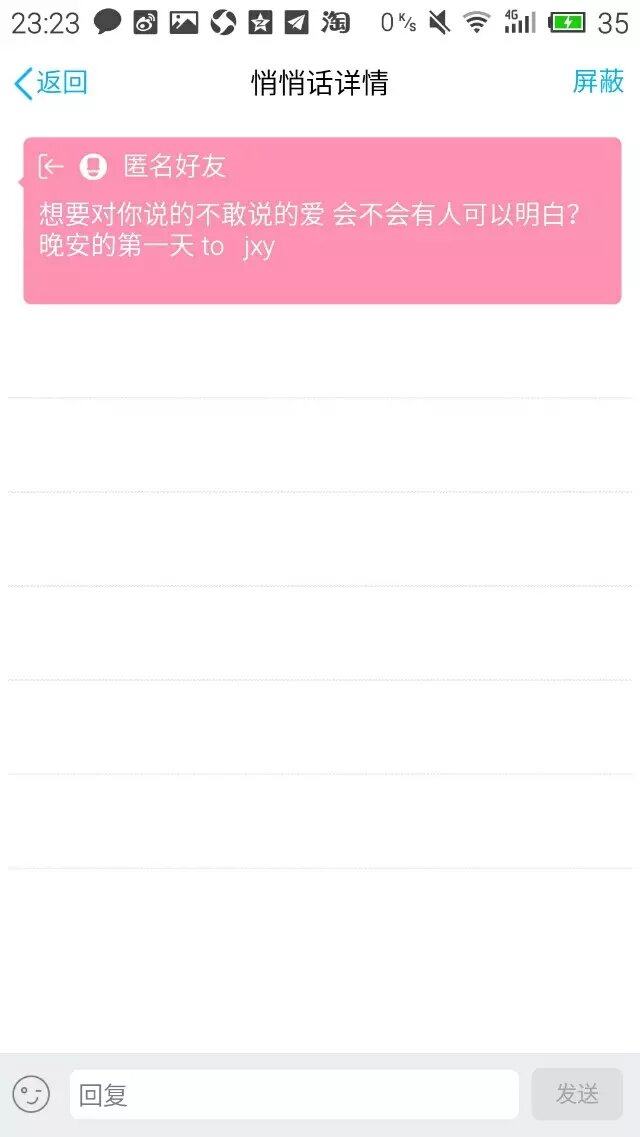 23:23 淘 0 K/s 4G 35
返回 悄悄话详情 屏蔽
匿名好友
想要对你说的不敢说的爱 会不会有人可以明白？
晚安的第一天 to jxy
回复 发送